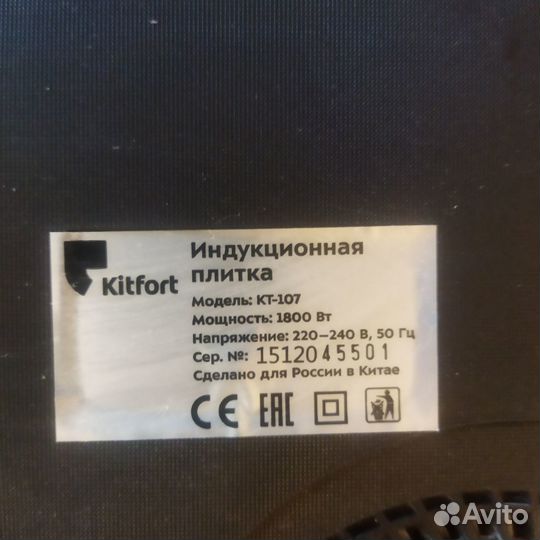 Kitfort
Индукционная
плитка
Модель: КТ-107
Мощность: 1800 Вт
Напряжение: 220–240 В, 50 Гц
Сер. №: 1512045501
Сделано для России в Китае
CE EAC
Avito